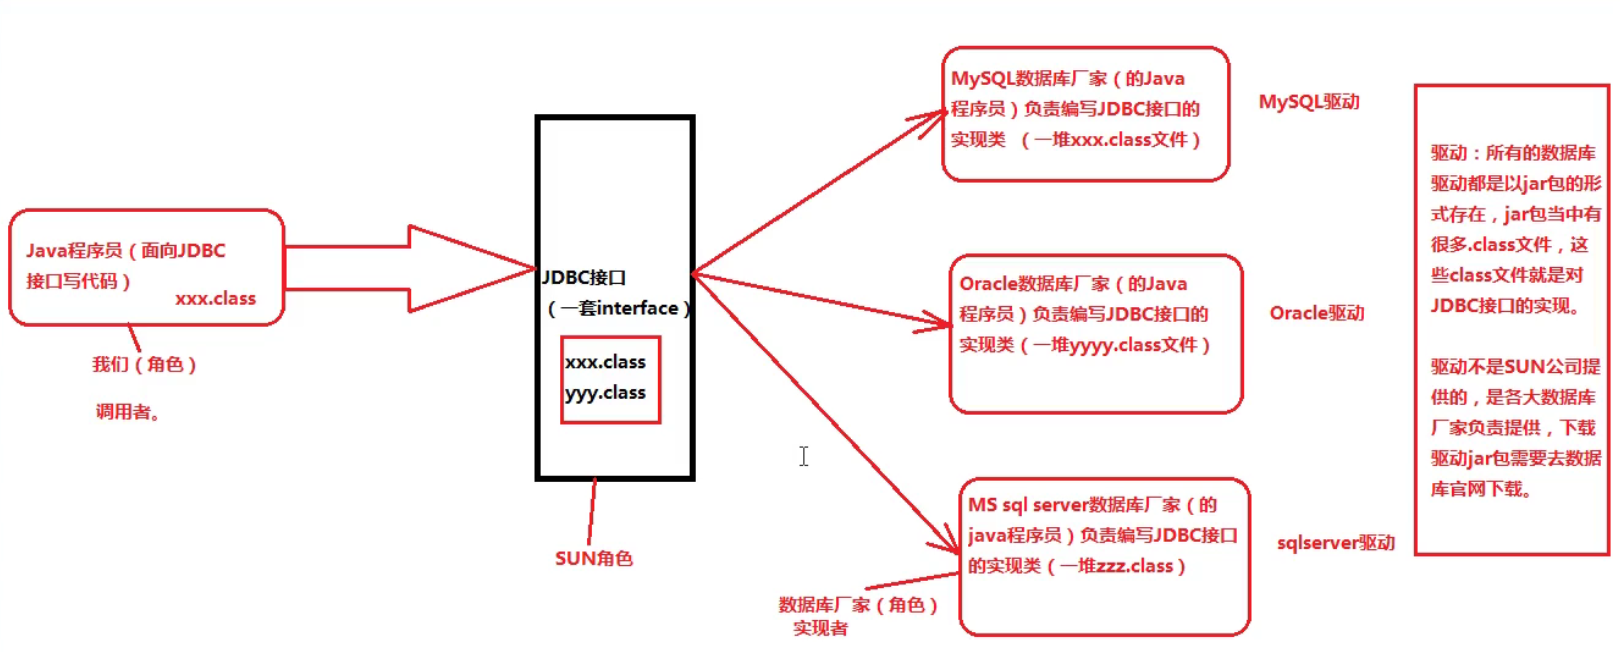 Java程序员（面向JDBC
接口写代码）
xxx.class
我们（角色）
调用者。
JDBC接口
（一套interface）
xxx.class
yyy.class
SUN角色
MySQL数据库厂家（的Java
程序员）负责编写JDBC接口的
实现类 （一堆xxx.class文件）
MySQL驱动
Oracle数据库厂家（的Java
程序员）负责编写JDBC接口的
实现类（一堆yyyy.class文件）
Oracle驱动
MS sql server数据库厂家（的
java程序员）负责编写JDBC接口
的实现类（一堆zzz.class）
sqlserver驱动
数据库厂家（角色）
实现者
驱动：所有的数据库
驱动都是以jar包的形
式存在，jar包当中有
很多.class文件，这
些class文件就是对
JDBC接口的实现。
驱动不是SUN公司提
供的，是各大数据库
厂家负责提供，下载
驱动jar包需要去数据
库官网下载。